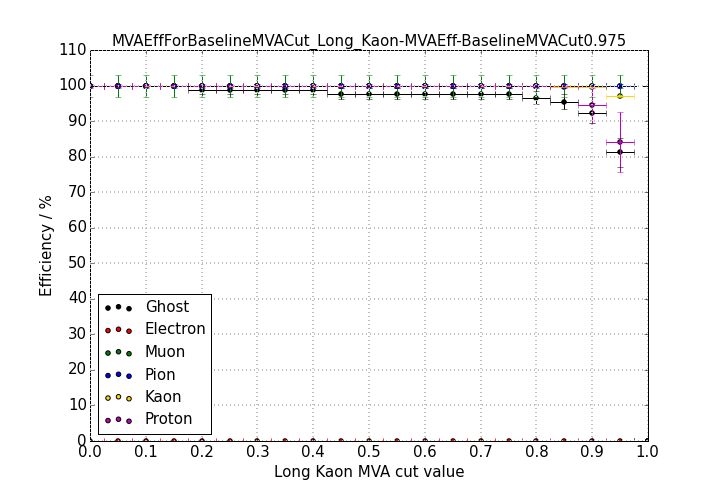 MVAEffForBaselineMVACut_Long_Kaon-MVAEff-BaselineMVACut0.975
110
100
90
80
70
60
50
40
30
20
10
0
Efficiency / %
Ghost
Electron
Muon
Pion
Kaon
Proton
0.0 0.1 0.2 0.3 0.4 0.5 0.6 0.7 0.8 0.9 1.0
Long Kaon MVA cut value